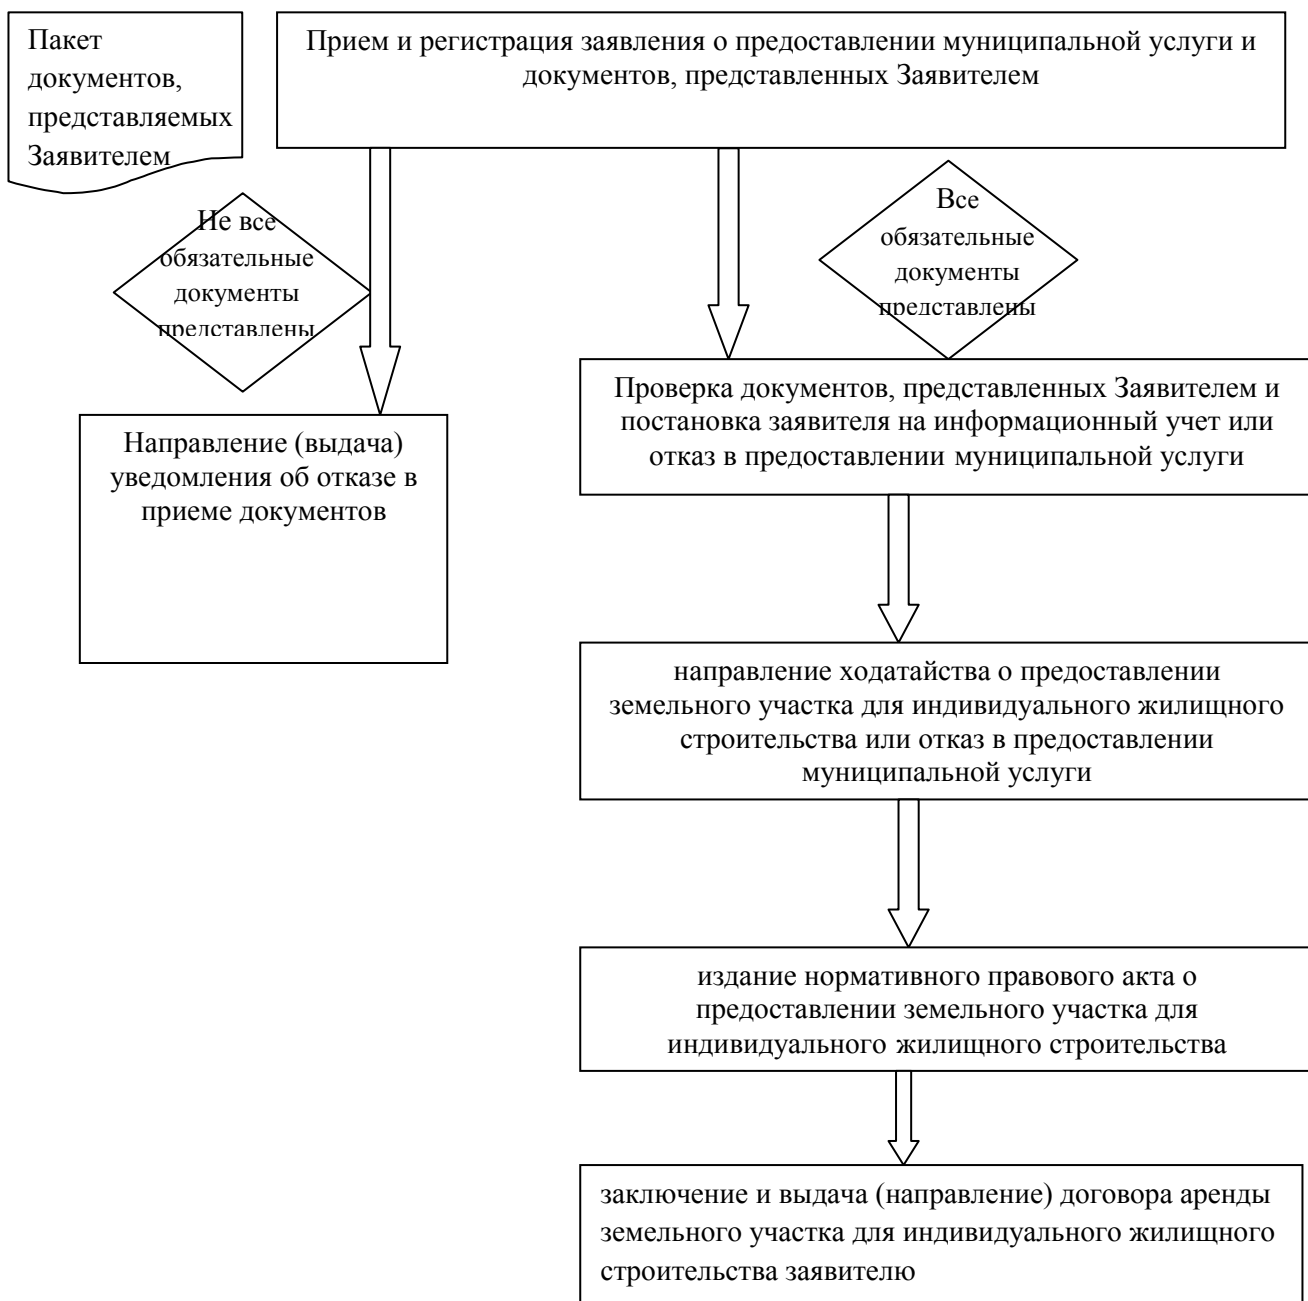 Пакет
документов,
представляемых
Заявителем
Прием и регистрация заявления о предоставлении муниципальной услуги и
документов, представленных Заявителем
Не все
обязательные
документы
представлены
Все
обязательные
документы
представлены
Направление (выдача)
уведомления об отказе в
приеме документов
Проверка документов, представленных Заявителем и
постановка заявителя на информационный учет или
отказ в предоставлении муниципальной услуги
направление ходатайства о предоставлении
земельного участка для индивидуального жилищного
строительства или отказ в предоставлении
муниципальной услуги
издание нормативного правового акта о
предоставлении земельного участка для
индивидуального жилищного строительства
заключение и выдача (направление) договора аренды
земельного участка для индивидуального жилищного
строительства заявителю